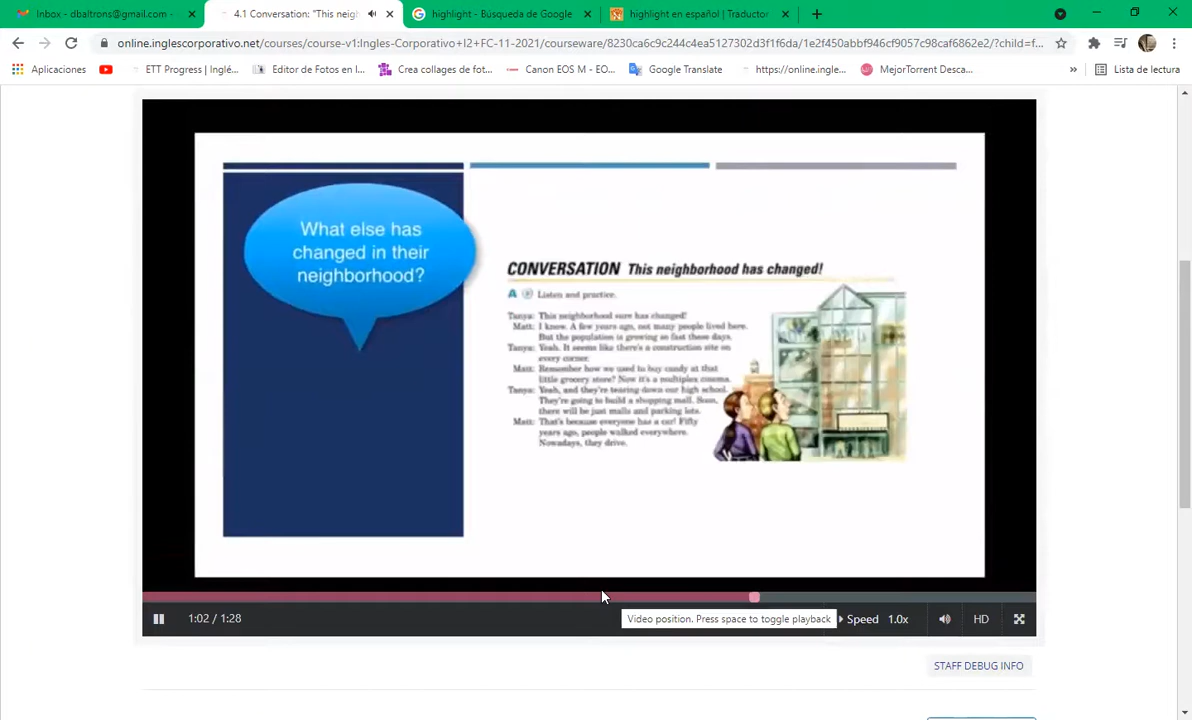 Inbox - dbaltrons@gmail.com -
4.1 Conversation: "This neigh
highlight - Búsqueda de Google
highlight en español | Traductor
online.inglescorporativo.net/courses/course-v1:Ingles-Corporativo+I2+FC-11-2021/courseware/8230ca6c9c244c4ea5127302d3f1f6da/1e2f450abbf946cf9057c98caf6862e2/?child=f...
Aplicaciones
ETT Progress | Inglé...
Editor de Fotos en l...
Crea collages de fot...
Canon EOS M - EO...
Google Translate
https://online.ingle...
MejorTorrent Desca...
»
Lista de lectura
What else has
changed in their
neighborhood?
CONVERSATION This neighborhood has changed!
A Listen and practice.
Tanya: This neighborhood sure has changed!
Matt: I know. A few years ago, not many people lived here.
But the population is growing so fast these days.
Tanya: Yeah. It seems like there's a construction site on
every corner.
Matt: Remember how we used to buy candy at that
little grocery store? Now it's a multiplex cinema.
Tanya: Yeah, and they're tearing down our high school.
They're going to build a shopping mall. Soon,
there will be just malls and parking lots.
Matt: That's because everyone has a car! Fifty
years ago, people walked everywhere.
Nowadays, they drive.
1:02 / 1:28
Video position. Press space to toggle playback
Speed 1.0x
HD
STAFF DEBUG INFO